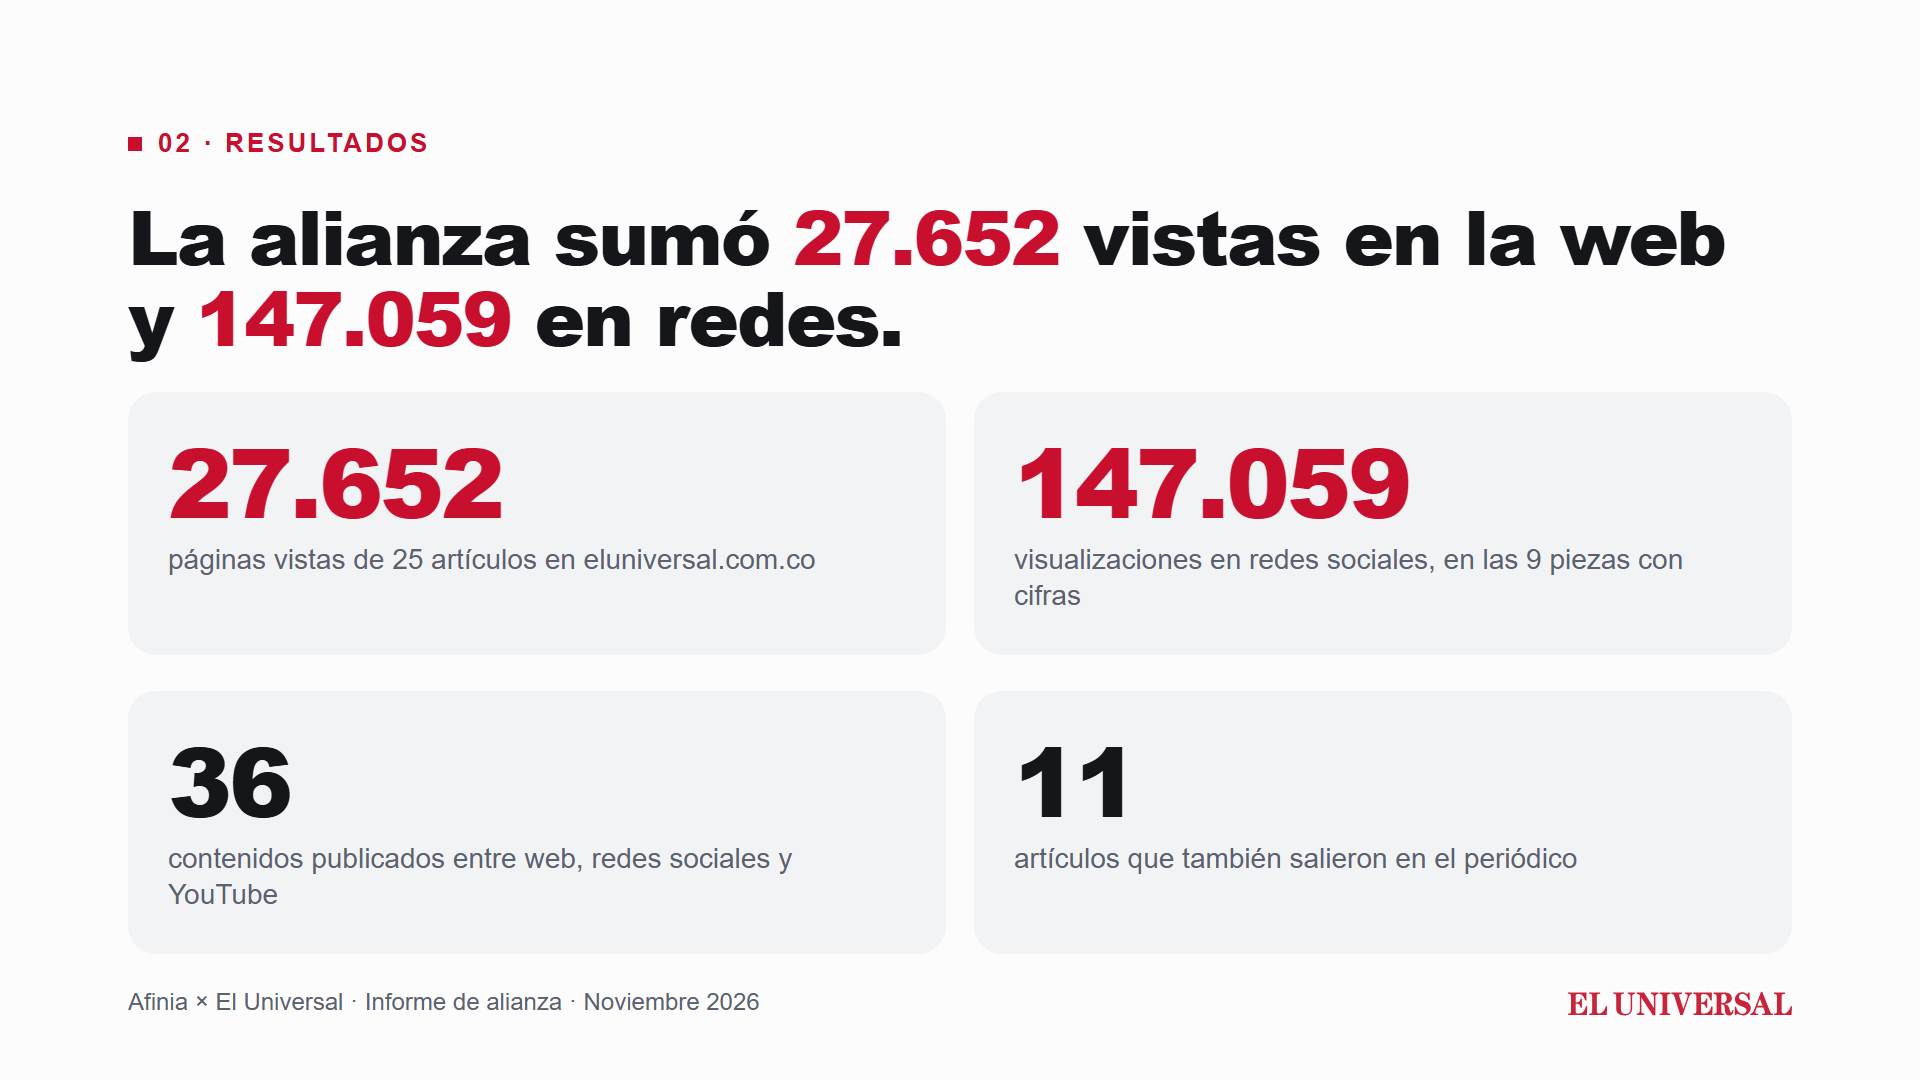 02 · RESULTADOS
La alianza sumó 27.652 vistas en la web
y 147.059 en redes.
27.652
páginas vistas de 25 artículos en eluniversal.com.co
147.059
visualizaciones en redes sociales, en las 9 piezas con
cifras
36
contenidos publicados entre web, redes sociales y
YouTube
11
artículos que también salieron en el periódico
Afinia × El Universal · Informe de alianza · Noviembre 2026
EL UNIVERSAL